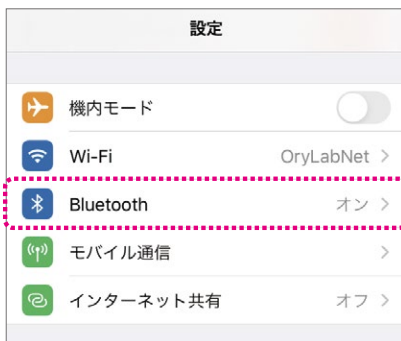 設定
機内モード
Wi-Fi OryLabNet
Bluetooth オン
モバイル通信
インターネット共有 オフ